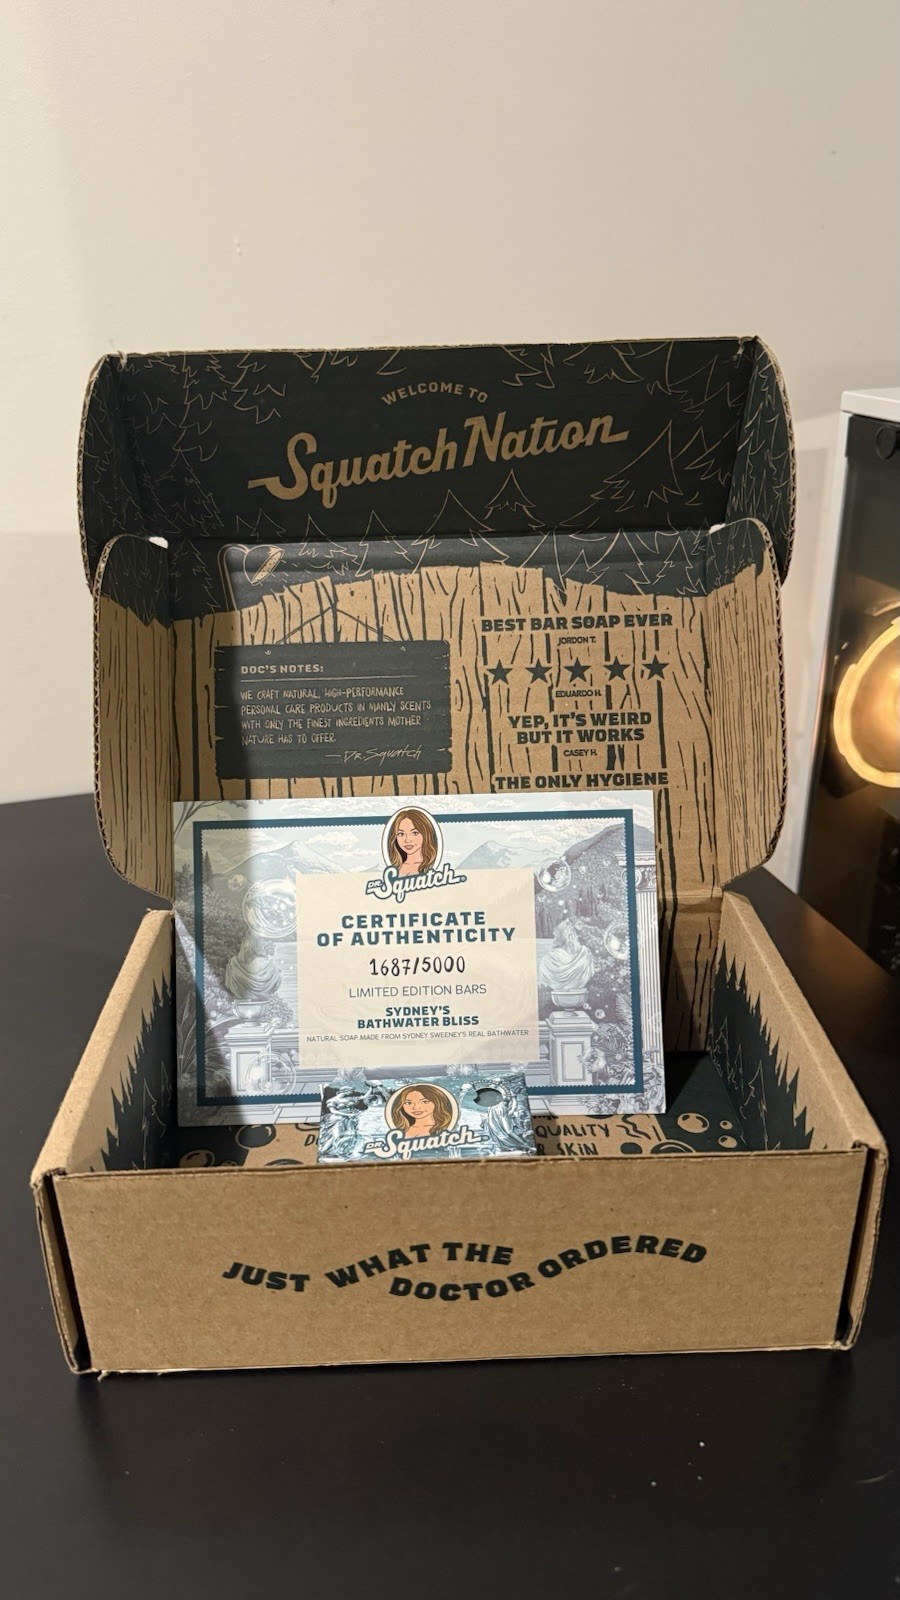 WELCOME TO
Squatch Nation
DOC'S NOTES:
WE CRAFT NATURAL, HIGH-PERFORMANCE
PERSONAL CARE PRODUCTS IN MANLY SCENTS
WITH ONLY THE FINEST INGREDIENTS MOTHER
NATURE HAS TO OFFER.
—Dr. Squatch
BEST BAR SOAP EVER
JORDON T.
EDUARDO H.
YEP, IT'S WEIRD
BUT IT WORKS
CASEY H.
THE ONLY HYGIENE
DR. Squatch®
CERTIFICATE
OF AUTHENTICITY
1687/5000
LIMITED EDITION BARS
SYDNEY'S
BATHWATER BLISS
NATURAL SOAP MADE FROM SYDNEY SWEENEY'S REAL BATHWATER
DR. Squatch
QUALITY
SKIN
JUST WHAT THE
DOCTOR ORDERED